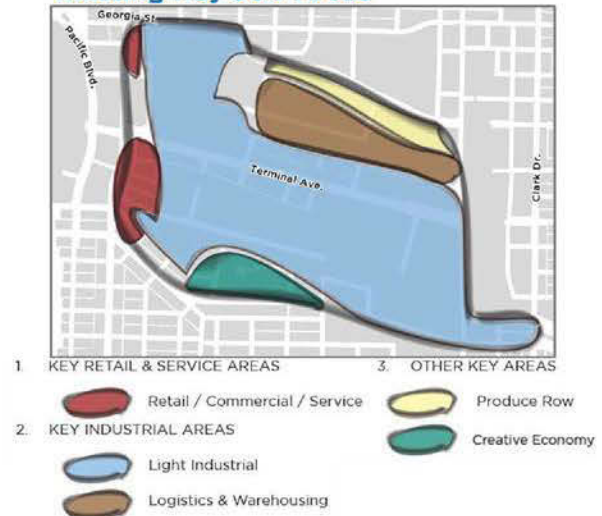 Georgia St.
Pacific Blvd.
Terminal Ave.
Clark Dr.
1. KEY RETAIL & SERVICE AREAS
Retail / Commercial / Service
2. KEY INDUSTRIAL AREAS
Light Industrial
Logistics & Warehousing
3. OTHER KEY AREAS
Produce Row
Creative Economy